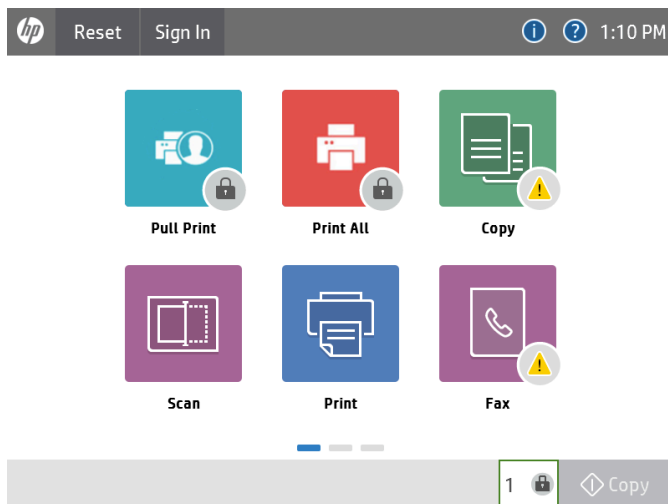 hp Reset Sign In i ? 1:10 PM
Pull Print Print All Copy
Scan Print Fax
1 Copy